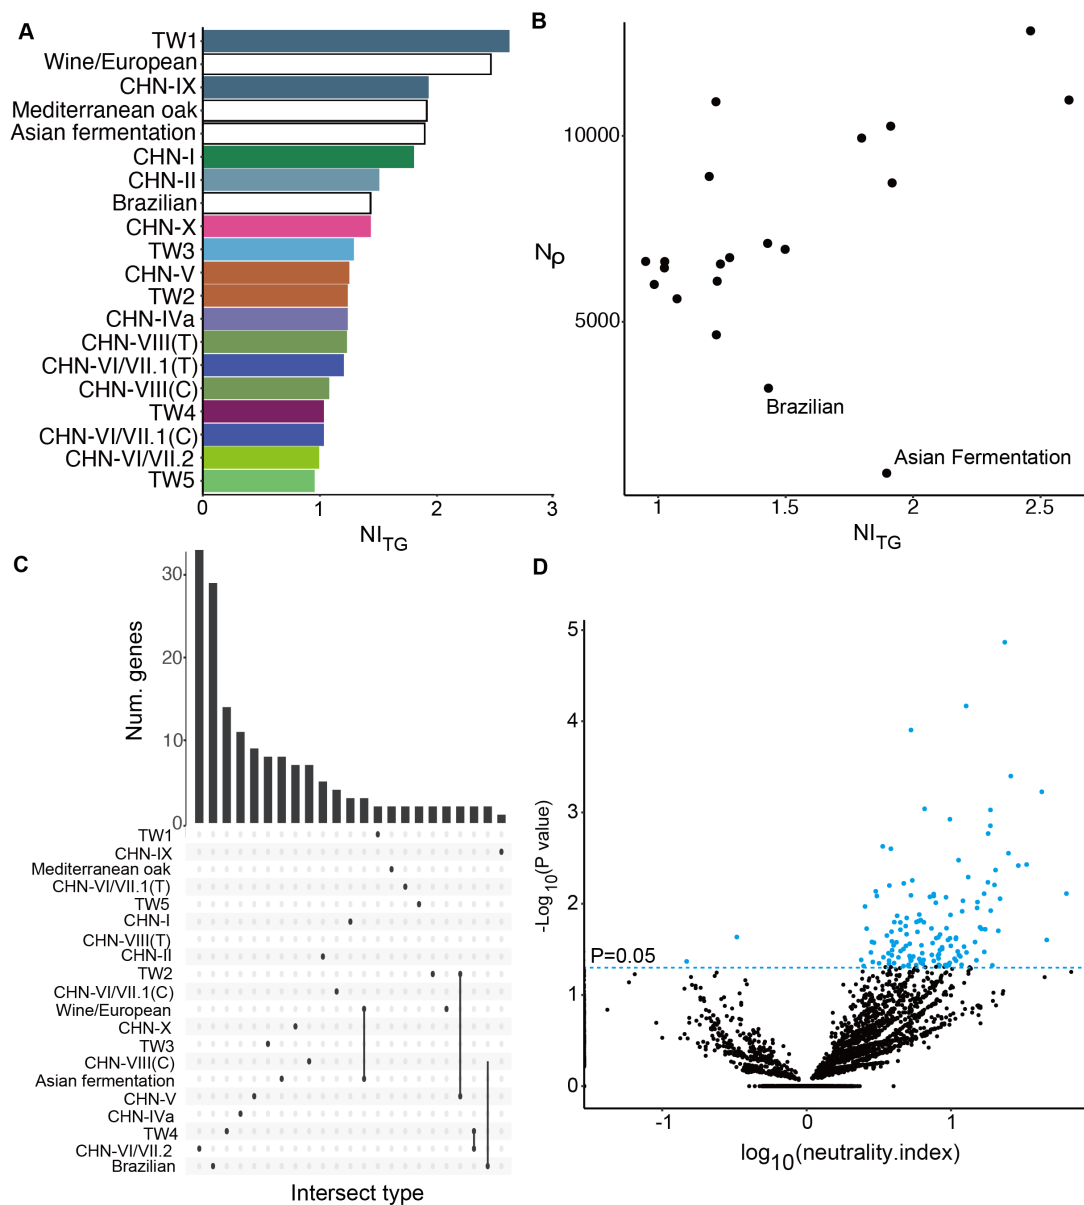 A
TW1
Wine/European
CHN-IX
Mediterranean oak
Asian fermentation
CHN-I
CHN-II
Brazilian
CHN-X
TW3
CHN-V
TW2
CHN-IVa
CHN-VIII(T)
CHN-VI/VII.1(T)
CHN-VIII(C)
TW4
CHN-VI/VII.1(C)
CHN-VI/VII.2
TW5
0 1 2 3
NI_TG
B
10000
5000
Nρ
Brazilian
Asian Fermentation
1 1.5 2 2.5
NI_TG
C
Num. genes
30
20
10
0
TW1
CHN-IX
Mediterranean oak
CHN-VI/VII.1(T)
TW5
CHN-I
CHN-VIII(T)
CHN-II
TW2
CHN-VI/VII.1(C)
Wine/European
CHN-X
TW3
CHN-VIII(C)
Asian fermentation
CHN-V
CHN-IVa
TW4
CHN-VI/VII.2
Brazilian
Intersect type
D
-Log 10(P value)
5
4
3
2
1
0
P=0.05
-1 0 1
log10(neutrality.index)